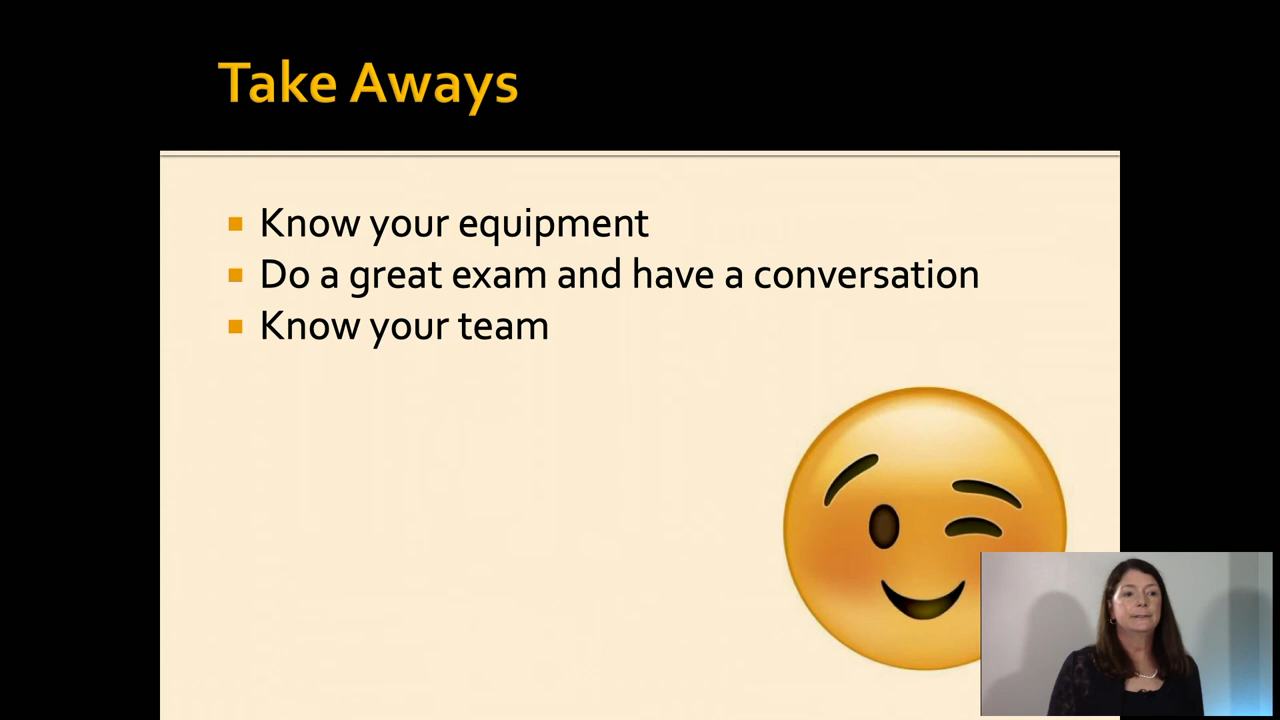 Take Aways
Know your equipment
Do a great exam and have a conversation
Know your team